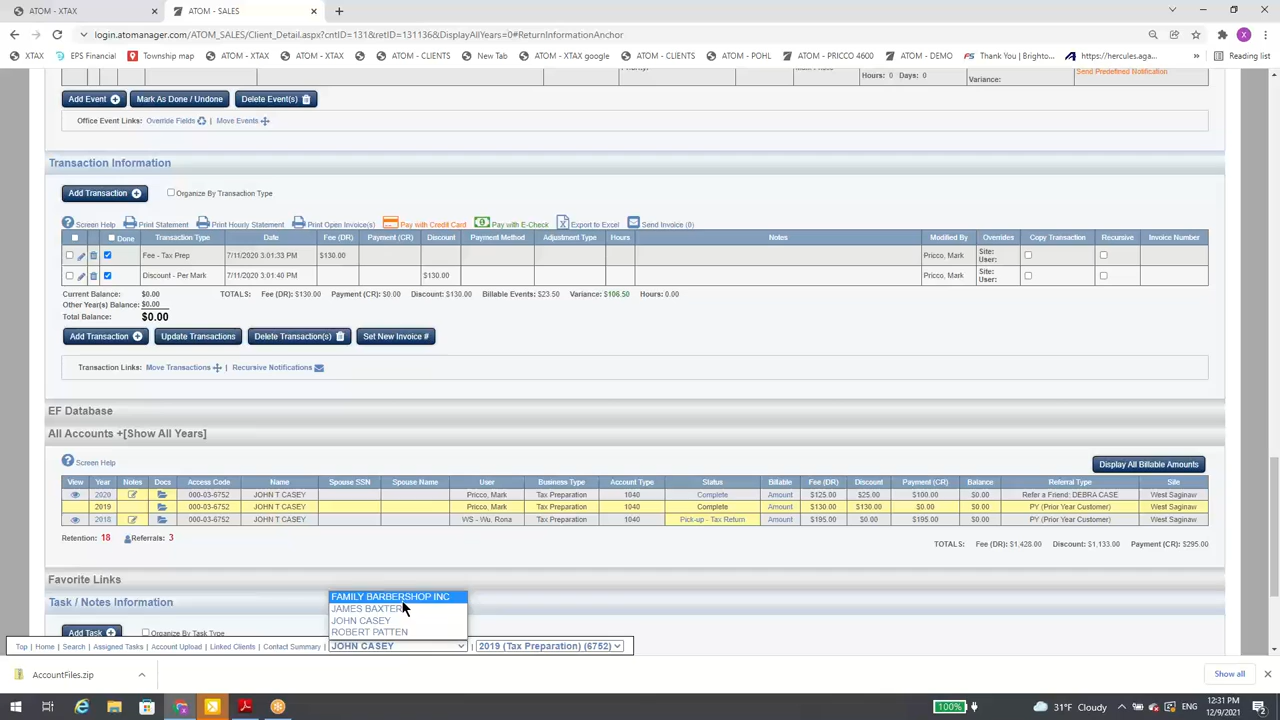 ATOM - XTAX
ATOM - SALES
login.atomanager.com/ATOM_SALES/Client_Detail.aspx?cntID=131&retID=131136&DisplayAllYears=0#ReturnInformationAnchor
XTAX EPS Financial Township map ATOM - XTAX ATOM - CLIENTS New Tab ATOM - XTAX google ATOM - CLIENTS ATOM - POHL ATOM - PRICCO 4600 ATOM - DEMO Thank You | Brighto... https://hercules.aga... » Reading list
Hours: 0 Days: 0
Variance:
Send Predefined Notification
Add Event Mark As Done / Undone Delete Event(s)
Office Event Links: Override Fields | Move Events
Transaction Information
Add Transaction Organize By Transaction Type
Screen Help Print Statement Print Hourly Statement Print Open Invoice(s) Pay with Credit Card Pay with E-Check Export to Excel Send Invoice (0)
Done Transaction Type Date Fee (DR) Payment (CR) Discount Payment Method Adjustment Type Hours Notes Modified By Overrides Copy Transaction Recursive Invoice Number
Fee - Tax Prep 7/11/2020 3:01:33 PM $130.00 Pricco, Mark Site: User:
Discount - Per Mark 7/11/2020 3:01:40 PM $130.00 Pricco, Mark Site: User:
Current Balance: $0.00 TOTALS: Fee (DR): $130.00 Payment (CR): $0.00 Discount: $130.00 Billable Events: $23.50 Variance: $106.50 Hours: 0.00
Other Year(s) Balance: $0.00
Total Balance: $0.00
Add Transaction Update Transactions Delete Transaction(s) Set New Invoice #
Transaction Links: Move Transactions | Recursive Notifications
EF Database
All Accounts +[Show All Years]
Screen Help Display All Billable Amounts
View Year Notes Docs Access Code Name Spouse SSN Spouse Name User Business Type Account Type Status Billable Fee (DR) Discount Payment (CR) Balance Referral Type Site
2020 000-03-6752 JOHN T CASEY Pricco, Mark Tax Preparation 1040 Complete Amount $125.00 $25.00 $100.00 $0.00 Refer a Friend: DEBRA CASE West Saginaw
2019 000-03-6752 JOHN T CASEY Pricco, Mark Tax Preparation 1040 Complete Amount $130.00 $130.00 $0.00 $0.00 PY (Prior Year Customer) West Saginaw
2018 000-03-6752 JOHN T CASEY WS - Wu, Rona Tax Preparation 1040 Pick-up - Tax Return Amount $195.00 $0.00 $195.00 $0.00 PY (Prior Year Customer) West Saginaw
Retention: 18 Referrals: 3 TOTALS: Fee (DR): $1,428.00 Discount: $1,133.00 Payment (CR): $295.00
Favorite Links
Task / Notes Information
FAMILY BARBERSHOP INC
JAMES BAXTER
JOHN CASEY
ROBERT PATTEN
Add Task Organize By Task Type
Top | Home | Search | Assigned Tasks | Account Upload | Linked Clients | Contact Summary | JOHN CASEY | 2019 (Tax Preparation) (6752)
AccountFiles.zip Show all
100% 31°F Cloudy ENG 12:31 PM
12/9/2021 2